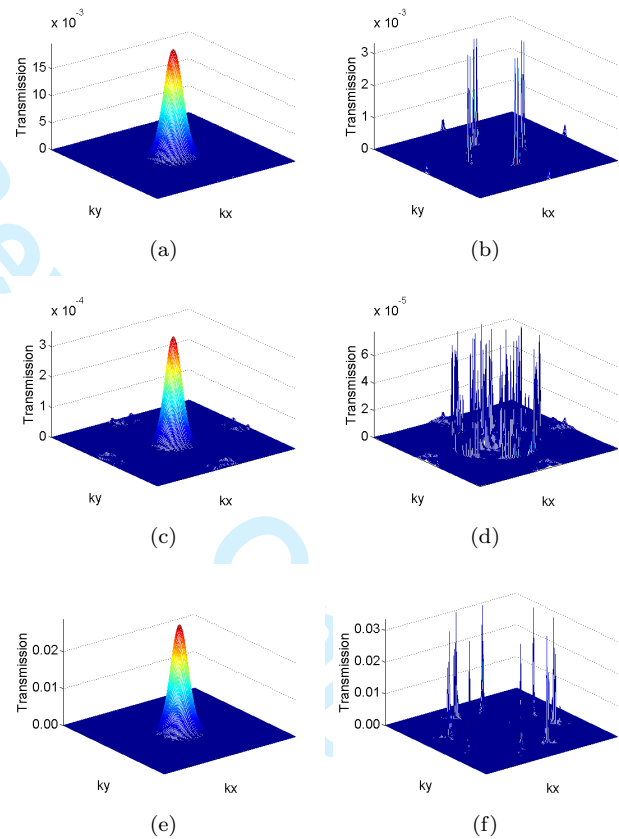 x 10^-3
Transmission
15
10
5
0
ky
kx
(a)
x 10^-3
Transmission
3
2
1
0
ky
kx
(b)
x 10^-4
Transmission
3
2
1
0
ky
kx
(c)
x 10^-5
Transmission
6
4
2
0
ky
kx
(d)
Transmission
0.02
0.01
0.00
ky
kx
(e)
Transmission
0.03
0.02
0.01
0.00
ky
kx
(f)